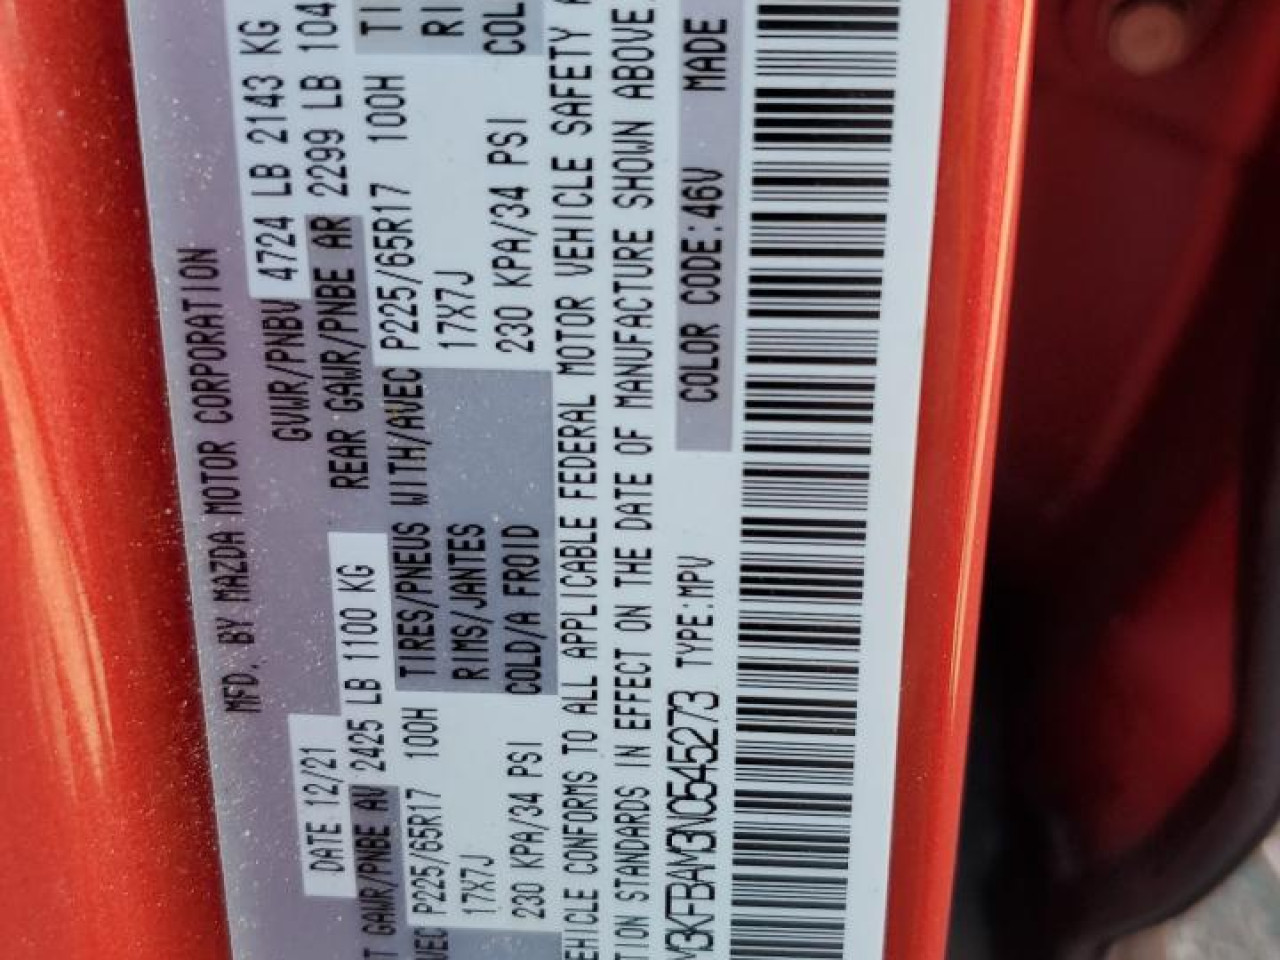 MFD. BY MAZDA MOTOR CORPORATION
DATE 12/21 GVWR/PNBV 4724 LB 2143 KG
GAWR/PNBE AV 2425 LB 1100 KG REAR GAWR/PNBE AR 2299 LB
P225/65R17 100H TIRES/PNEUS WITH/AVEC P225/65R17 100H
17X7J RIMS/JANTES 17X7J
230 KPA/34 PSI COLD/A FROID 230 KPA/34 PSI
CONFORMS TO ALL APPLICABLE FEDERAL MOTOR VEHICLE SAFETY
STANDARDS IN EFFECT ON THE DATE OF MANUFACTURE SHOWN ABOVE.
M3KFBAM3N0545273 TYPE:MPV COLOR CODE:46V MADE